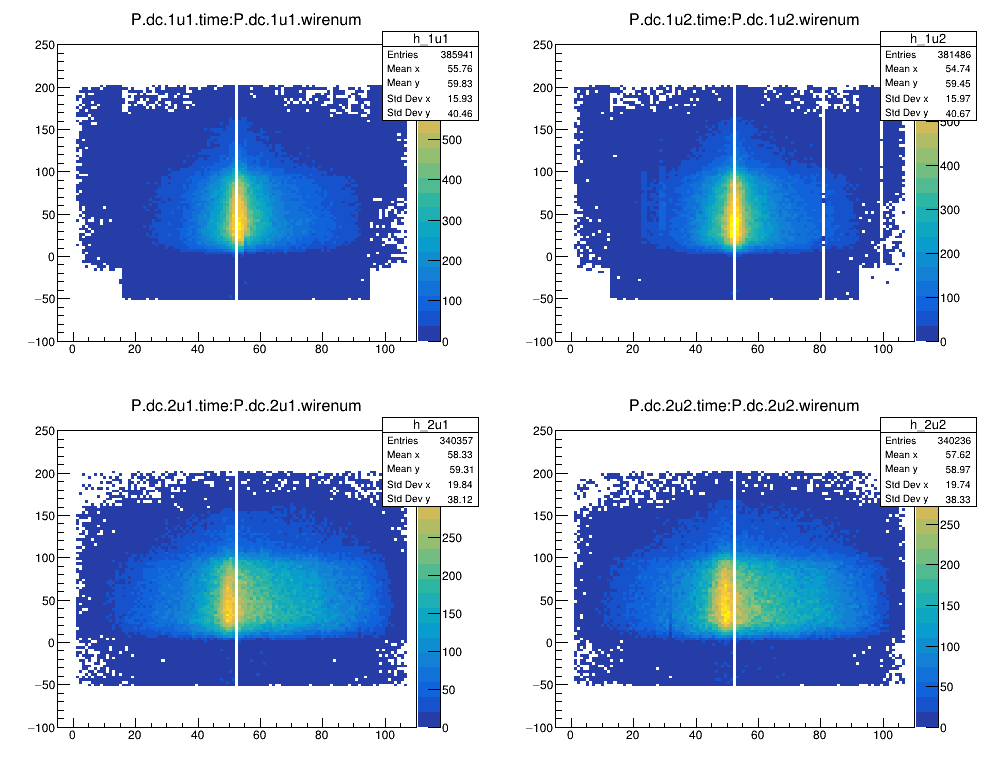 P.dc.1u1.time:P.dc.1u1.wirenum
h_1u1
Entries 385941
Mean x 55.76
Mean y 59.83
Std Dev x 15.93
Std Dev y 40.46
250
200
150
100
50
0
−50
−100
0 20 40 60 80 100
500
400
300
200
100
0
P.dc.1u2.time:P.dc.1u2.wirenum
h_1u2
Entries 381486
Mean x 54.74
Mean y 59.45
Std Dev x 15.97
Std Dev y 40.67
250
200
150
100
50
0
−50
−100
0 20 40 60 80 100
500
400
300
200
100
0
P.dc.2u1.time:P.dc.2u1.wirenum
h_2u1
Entries 340357
Mean x 58.33
Mean y 59.31
Std Dev x 19.84
Std Dev y 38.12
250
200
150
100
50
0
−50
−100
0 20 40 60 80 100
250
200
150
100
50
0
P.dc.2u2.time:P.dc.2u2.wirenum
h_2u2
Entries 340236
Mean x 57.62
Mean y 58.97
Std Dev x 19.74
Std Dev y 38.33
250
200
150
100
50
0
−50
−100
0 20 40 60 80 100
250
200
150
100
50
0